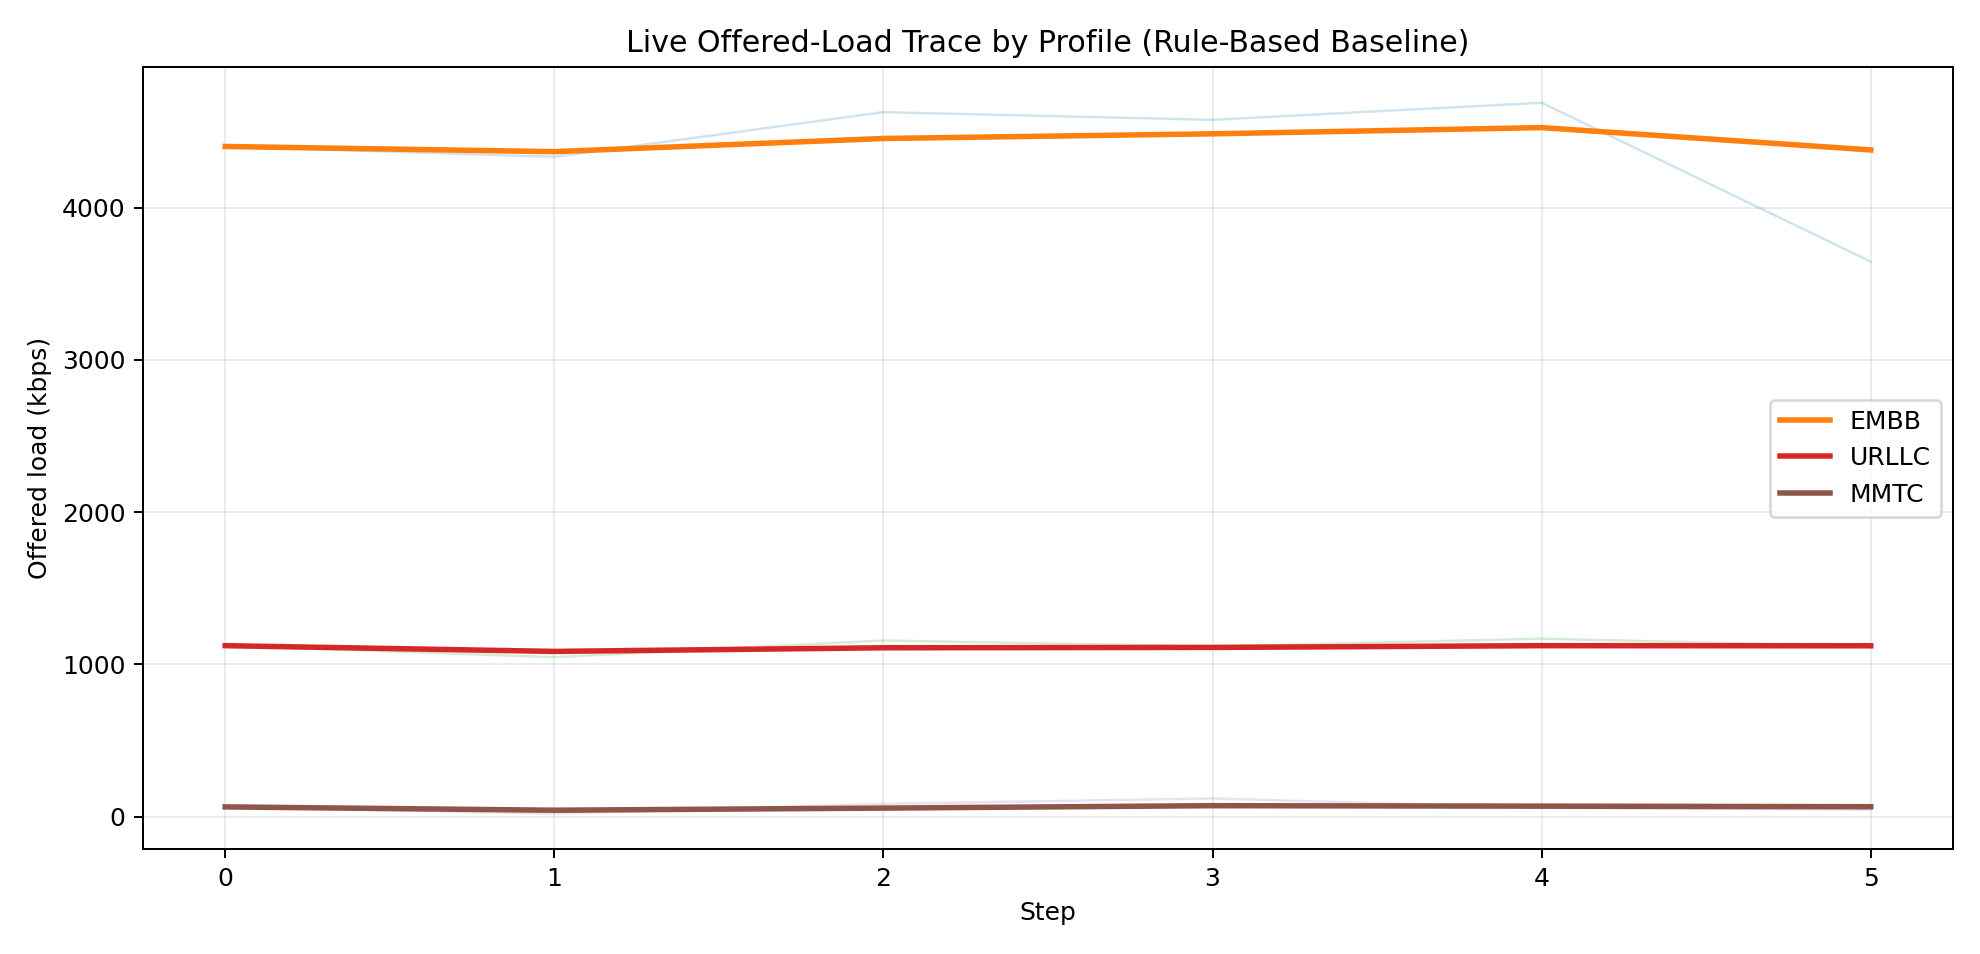 Live Offered-Load Trace by Profile (Rule-Based Baseline)
Offered load (kbps)
4000
3000
2000
1000
0
EMBB
URLLC
MMTC
0 1 2 3 4 5
Step